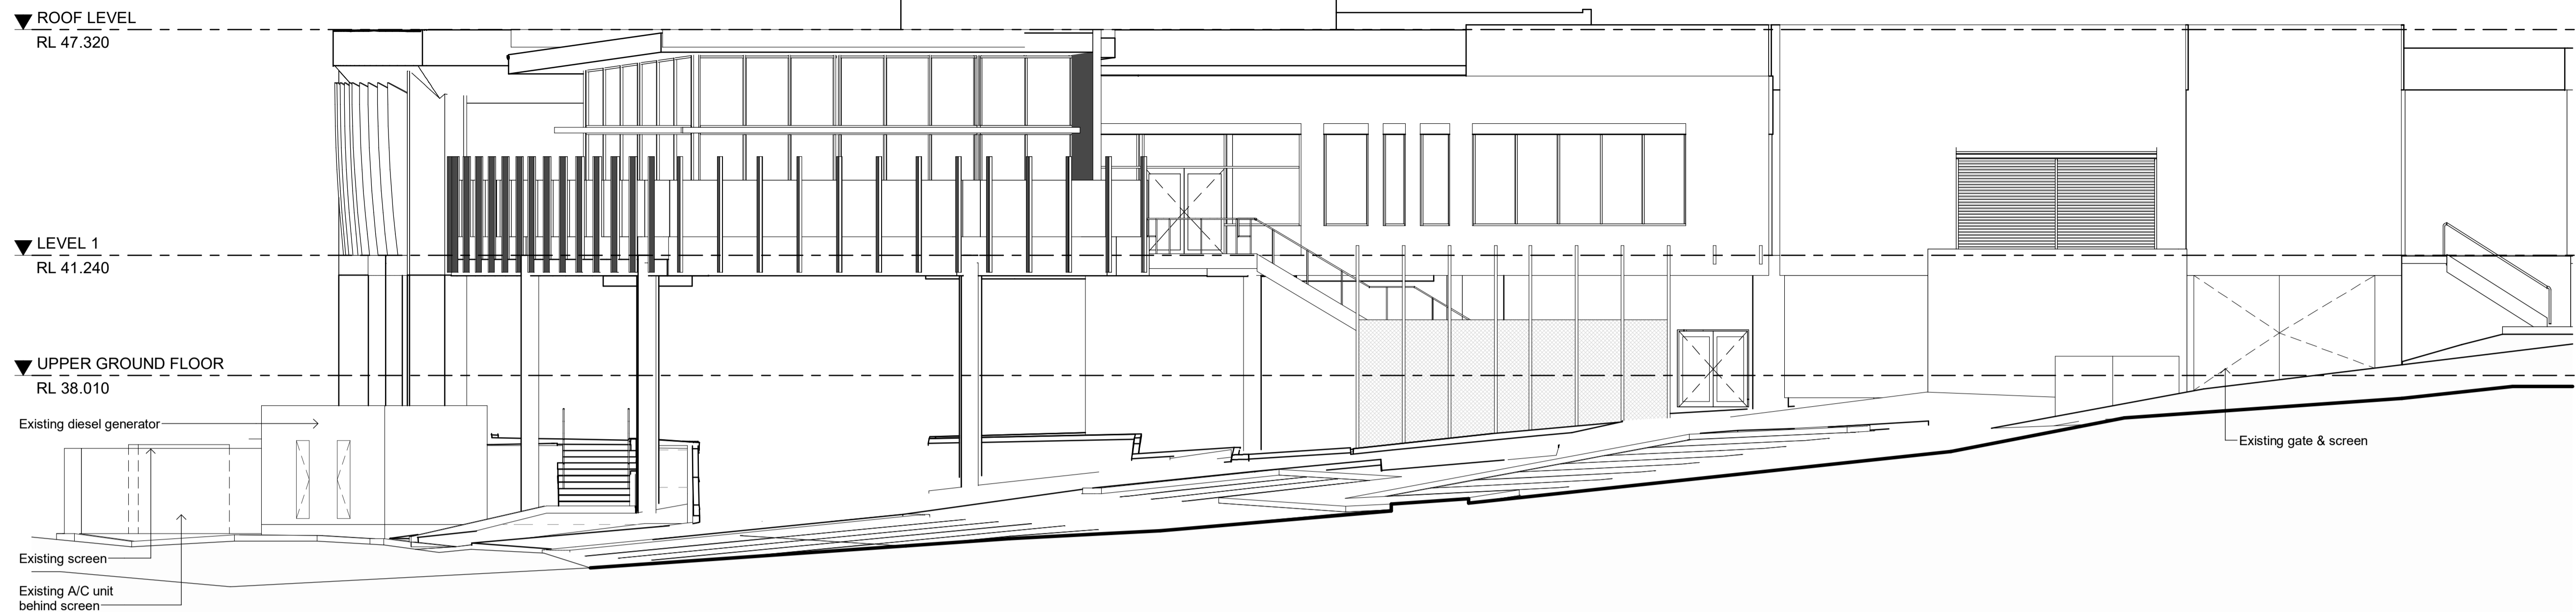 ROOF LEVEL
RL 47.320
LEVEL 1
RL 41.240
UPPER GROUND FLOOR
RL 38.010
Existing diesel generator
Existing gate & screen
Existing screen
Existing A/C unit
behind screen